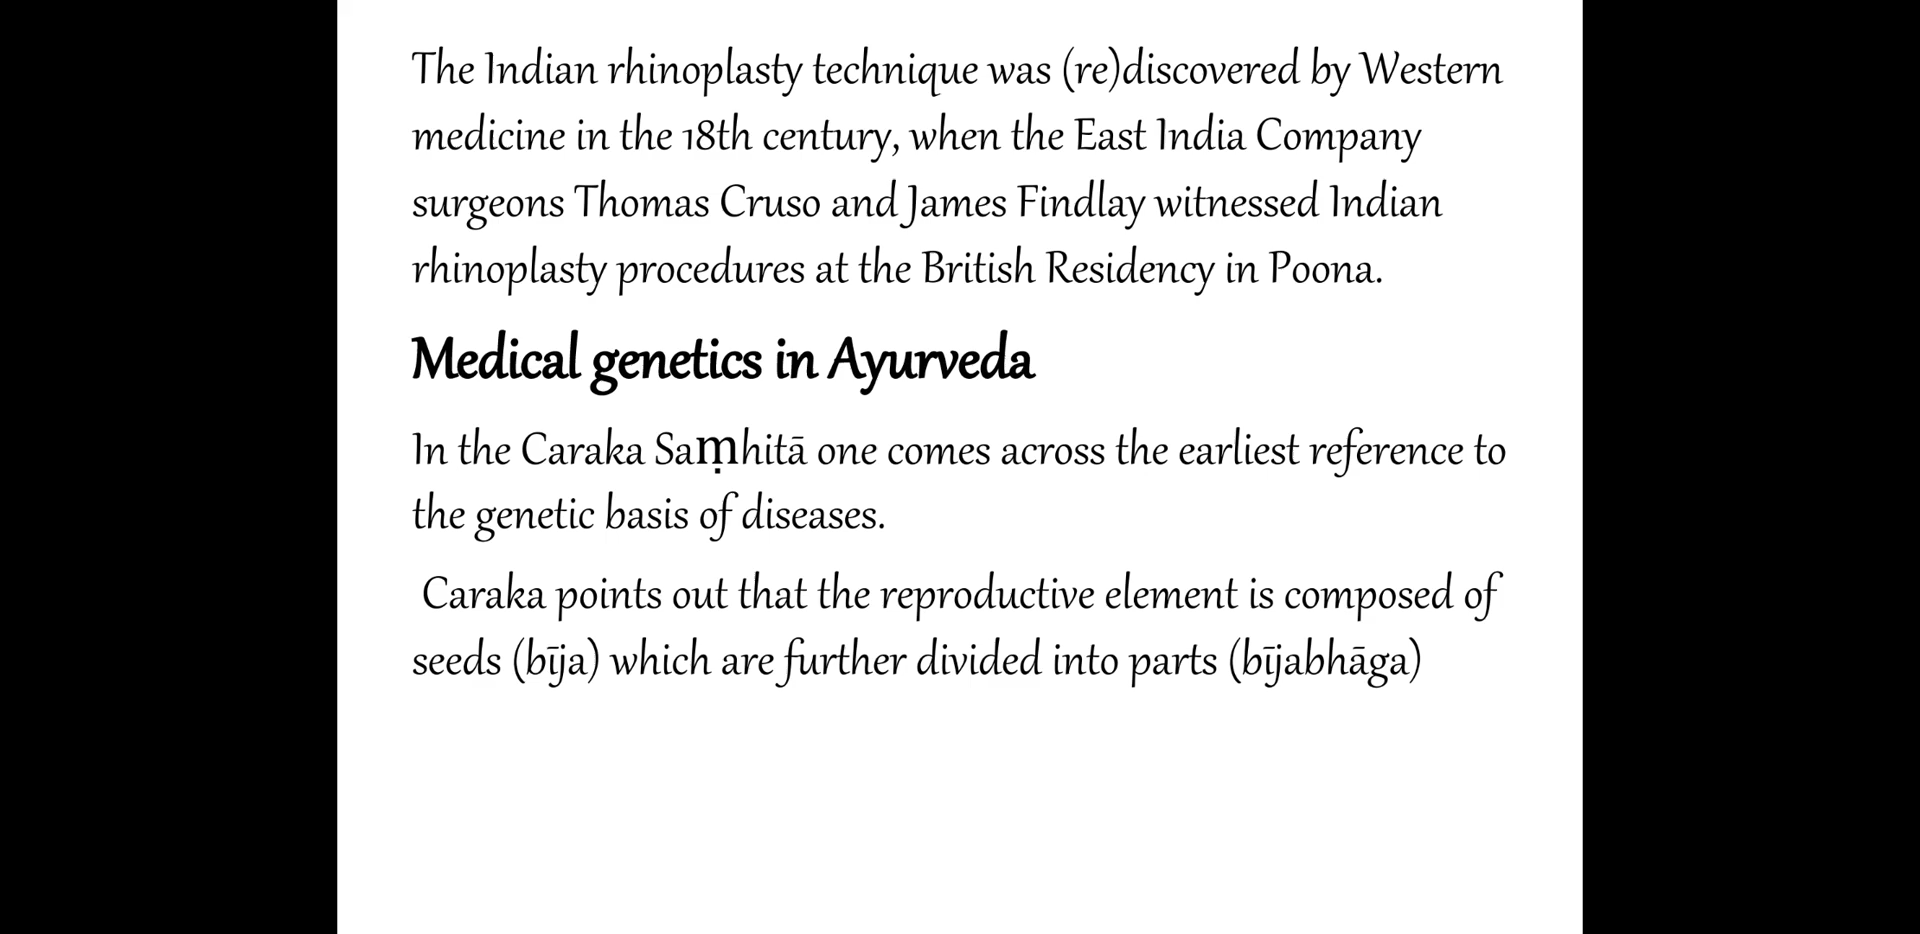 The Indian rhinoplasty technique was (re)discovered by Western
medicine in the 18th century, when the East India Company
surgeons Thomas Cruso and James Findlay witnessed Indian
rhinoplasty procedures at the British Residency in Poona.
Medical genetics in Ayurveda
In the Caraka Saṃhitā one comes across the earliest reference to
the genetic basis of diseases.
Caraka points out that the reproductive element is composed of
seeds (bīja) which are further divided into parts (bījabhāga)